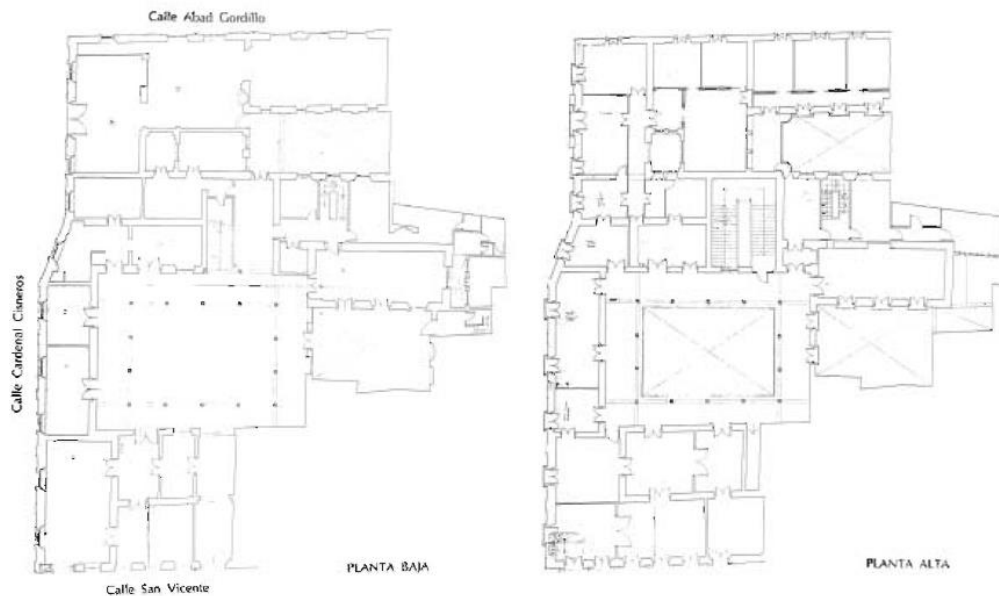 Calle Abad Gordillo
Calle Cardenal Cisneros
PLANTA BAJA
PLANTA ALTA
Calle San Vicente